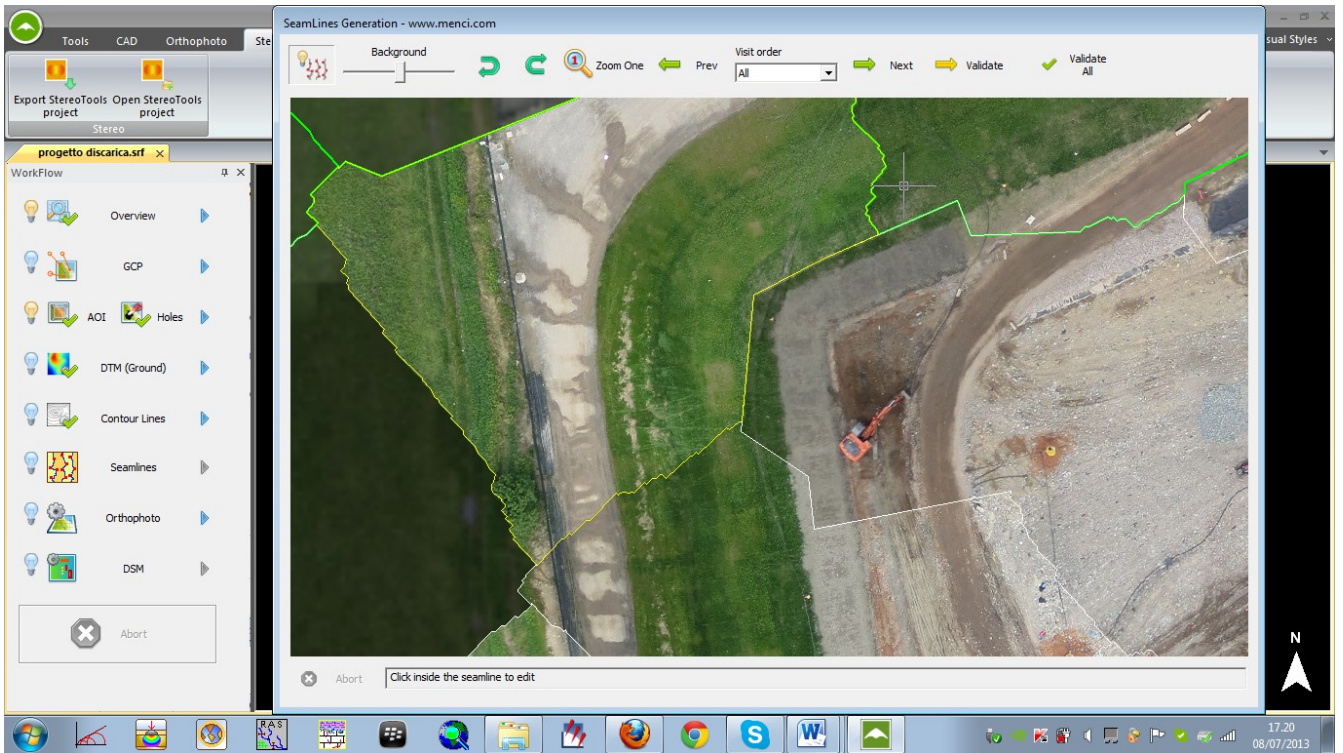 SeamLines Generation - www.menci.com
Tools CAD Orthophoto Ste
sual Styles
Export StereoTools
project
Open StereoTools
project
Stereo
Background
Zoom One
Prev
Visit order
All
Next
Validate
Validate
All
progetto discarica.srf
WorkFlow
Overview
GCP
AOI
Holes
DTM (Ground)
Contour Lines
Seamlines
Orthophoto
DSM
Abort
Abort
Click inside the seamline to edit
N
RAS
17.20
08/07/2013